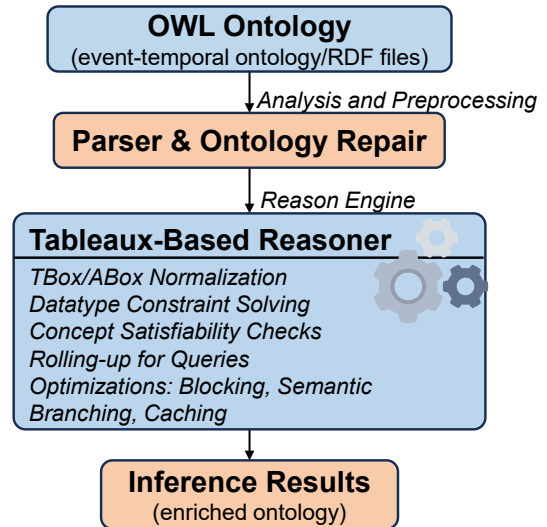 OWL Ontology
(event-temporal ontology/RDF files)
Analysis and Preprocessing
Parser & Ontology Repair
Reason Engine
Tableaux-Based Reasoner
TBox/ABox Normalization
Datatype Constraint Solving
Concept Satisfiability Checks
Rolling-up for Queries
Optimizations: Blocking, Semantic
Branching, Caching
Inference Results
(enriched ontology)